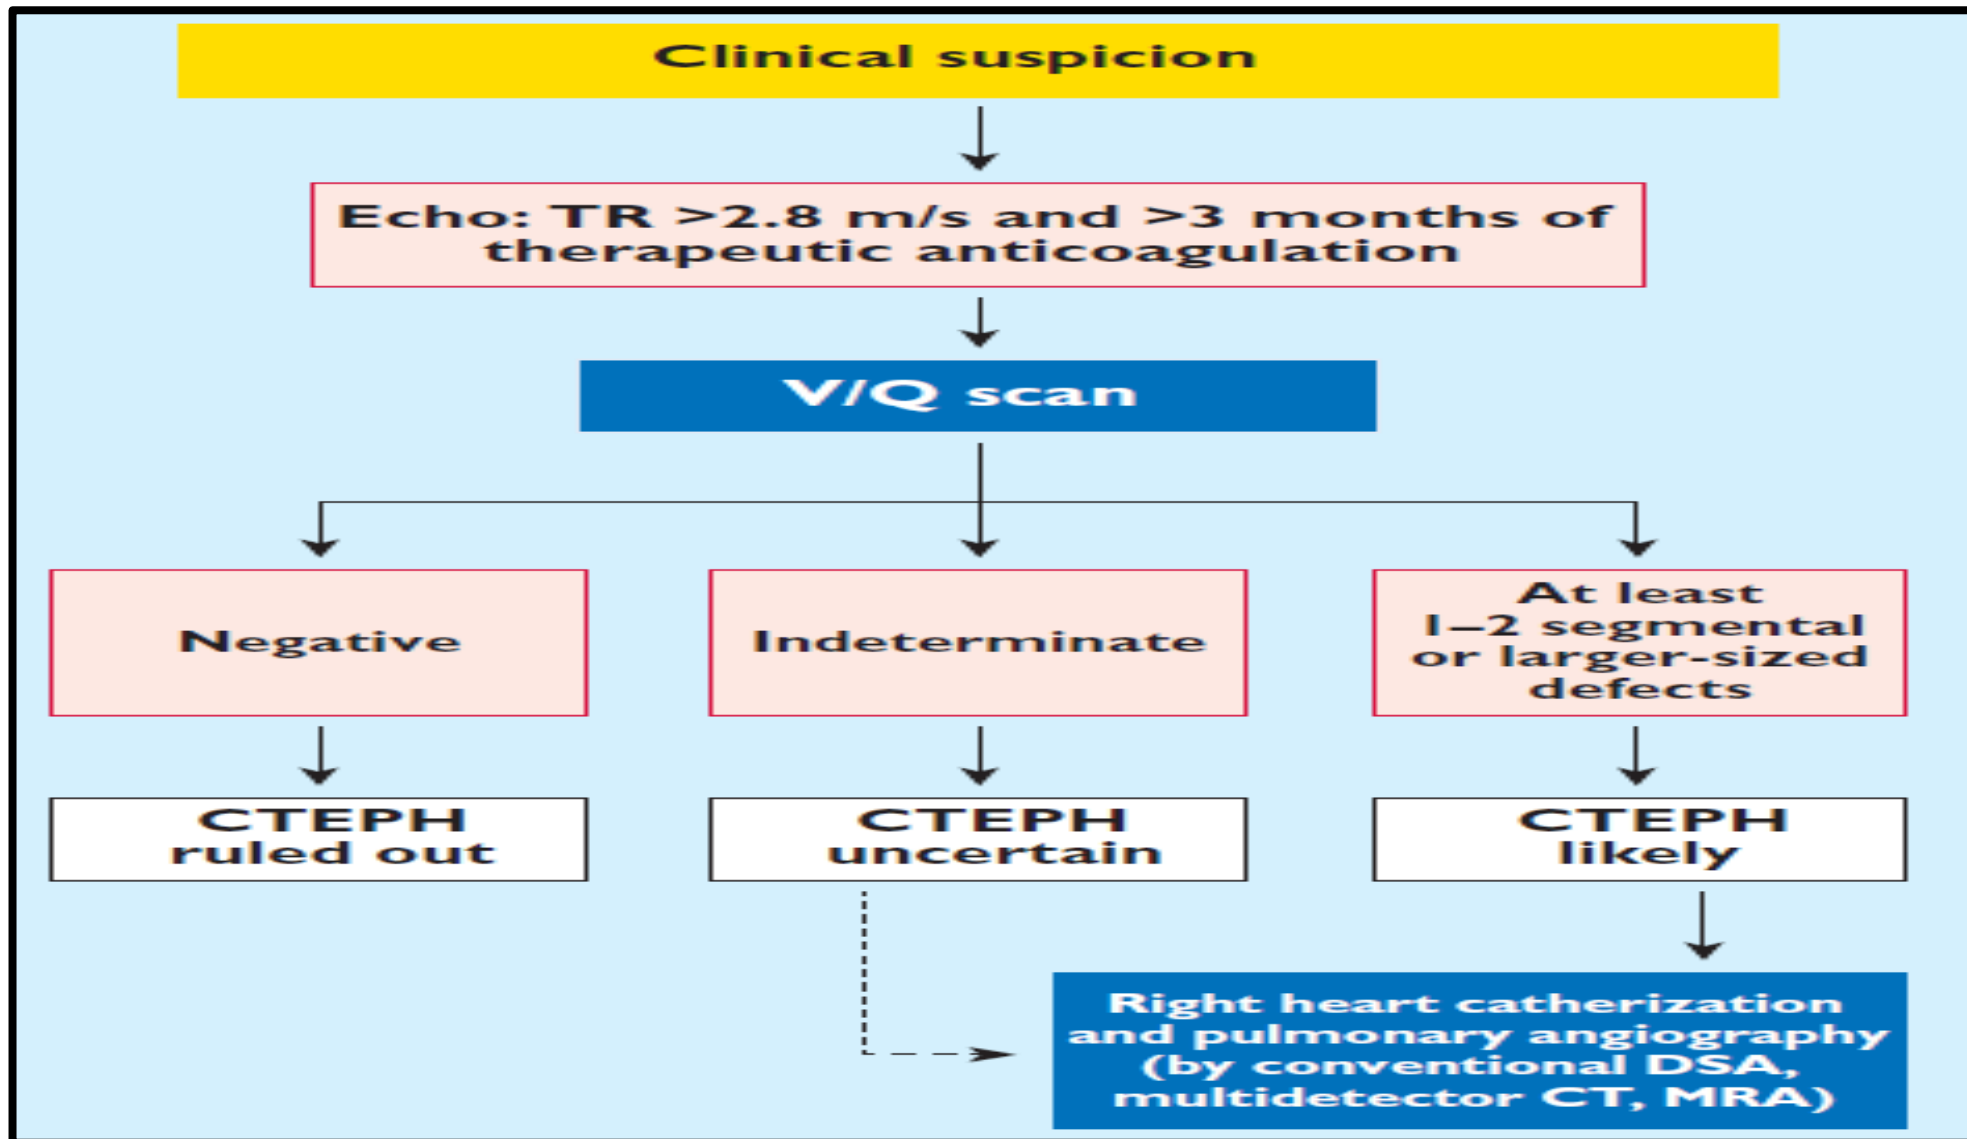 Clinical suspicion
Echo: TR >2.8 m/s and >3 months of
therapeutic anticoagulation
V/Q scan
Negative
Indeterminate
At least
1–2 segmental
or larger-sized
defects
CTEPH
ruled out
CTEPH
uncertain
CTEPH
likely
Right heart catherization
and pulmonary angiography
(by conventional DSA,
multidetector CT, MRA)